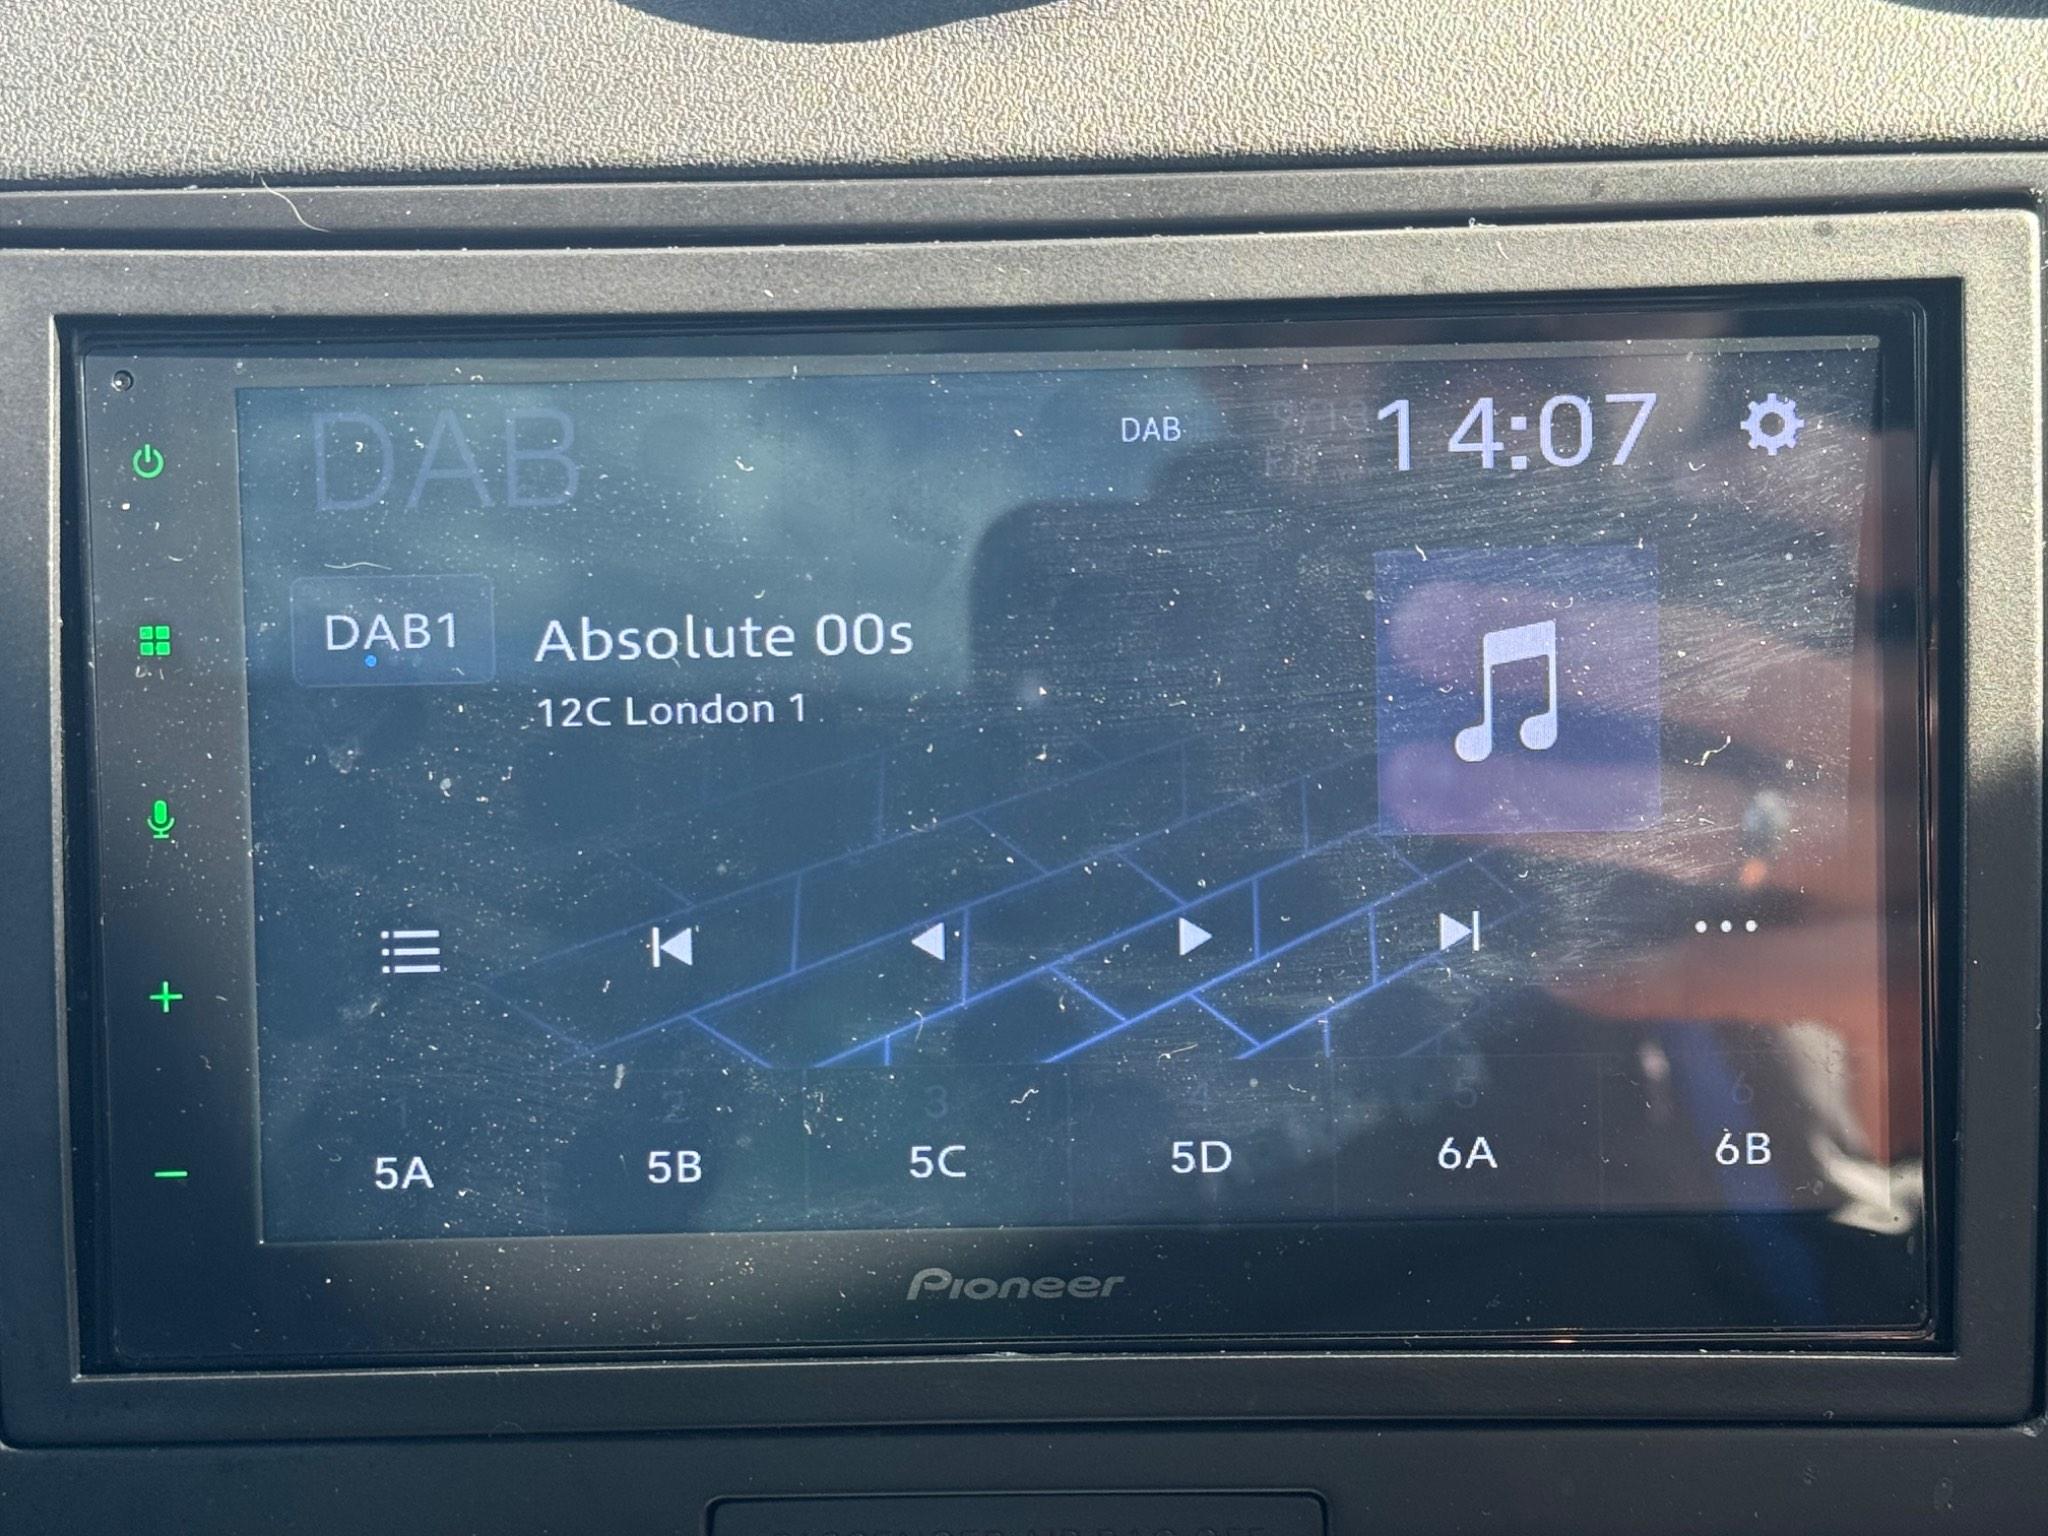 DAB
DAB
14:07
DAB1
Absolute 00s
12C London 1
1 2 3 4 5 6
5A 5B 5C 5D 6A 6B
Pioneer